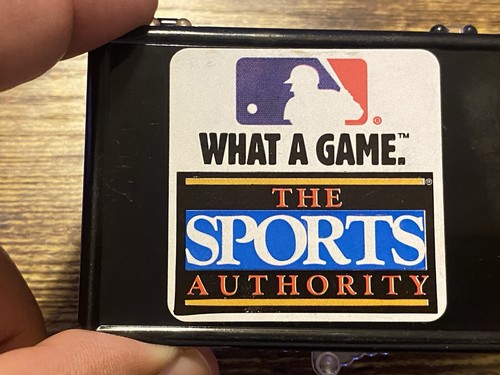 ®
WHAT A GAME.™
®
THE
SPORTS
AUTHORITY